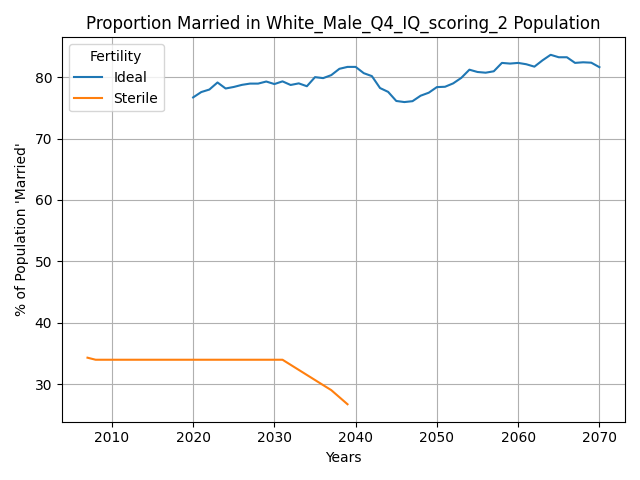 Proportion Married in White_Male_Q4_IQ_scoring_2 Population
Fertility
Ideal
Sterile
% of Population 'Married'
80
70
60
50
40
30
2010 2020 2030 2040 2050 2060 2070
Years